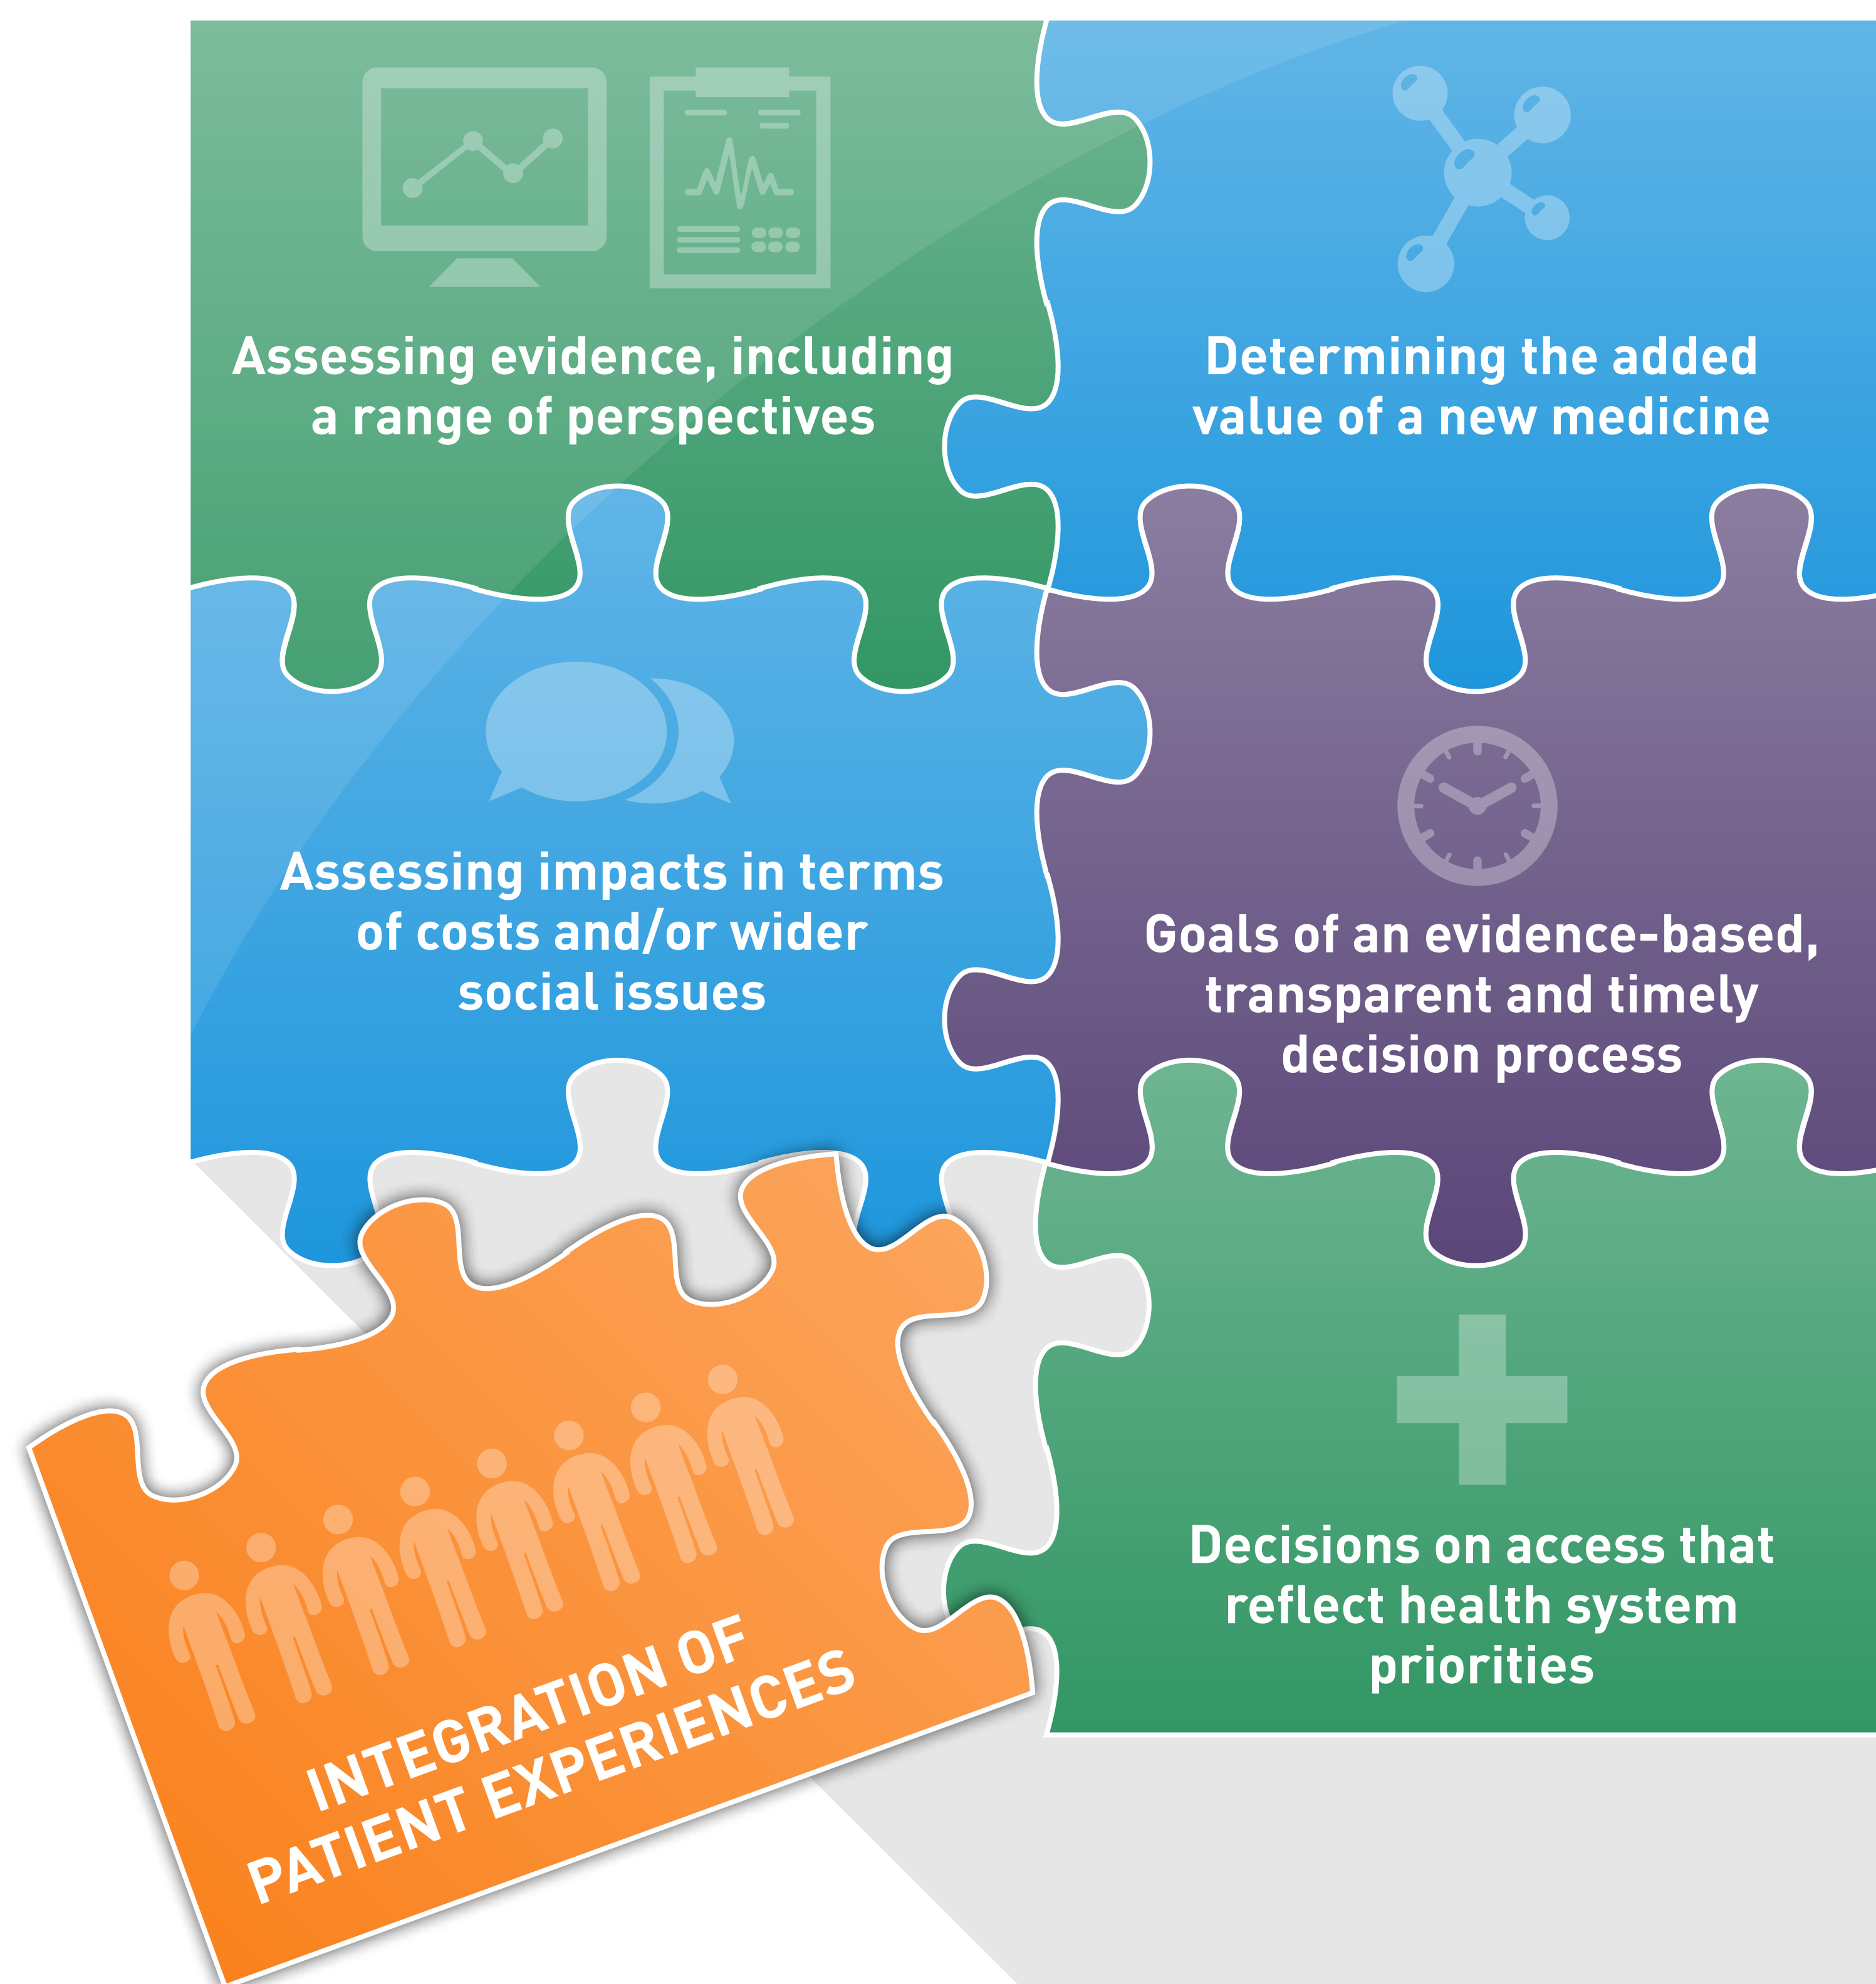 Assessing evidence, including
a range of perspectives
Determining the added
value of a new medicine
Assessing impacts in terms
of costs and/or wider
social issues
Goals of an evidence-based,
transparent and timely
decision process
INTEGRATION OF
PATIENT EXPERIENCES
Decisions on access that
reflect health system
priorities